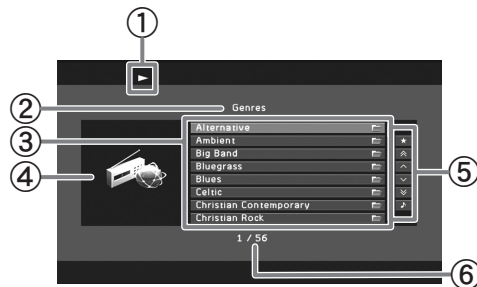 ①
② Genres
③ Alternative
Ambient
Big Band
Bluegrass
④ Blues
⑤
Celtic
Christian Contemporary
Christian Rock
1 / 56
⑥